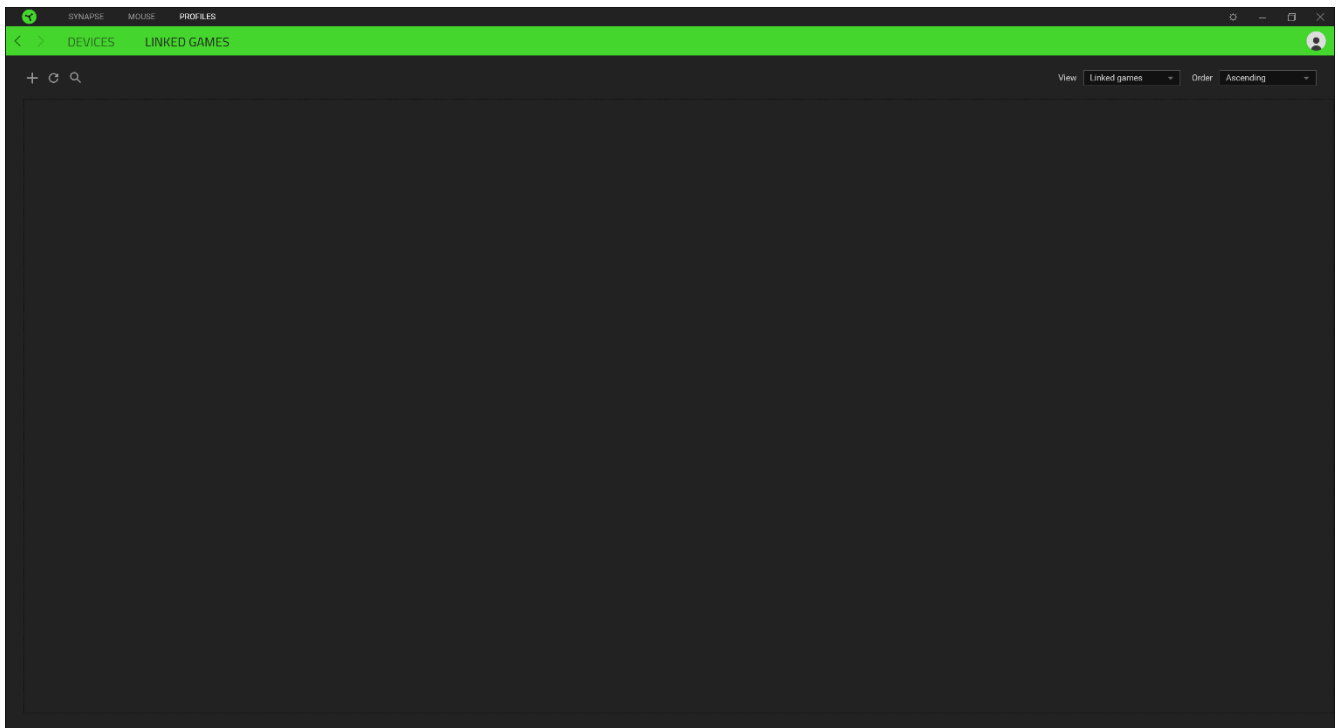 SYNAPSE MOUSE PROFILES
DEVICES LINKED GAMES
View Linked games Order Ascending